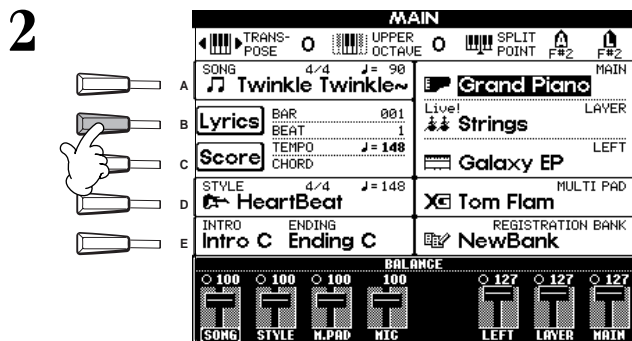 2
MAIN
TRANS-
POSE 0
UPPER
OCTAVE 0
SPLIT
POINT
A
F#2
L
F#2
A
SONG 4/4 ♩= 90
Twinkle Twinkle~
MAIN
Grand Piano
B
Lyrics
BAR 001
BEAT 1
Live! LAYER
Strings
C
Score
TEMPO ♩=148
CHORD
LEFT
Galaxy EP
D
STYLE 4/4 ♩=148
HeartBeat
MULTI PAD
XG Tom Flam
E
INTRO ENDING
Intro C Ending C
REGISTRATION BANK
NewBank
BALANCE
100 100 100 100 127 127 127
SONG STYLE M.PAD MIC LEFT LAYER MAIN